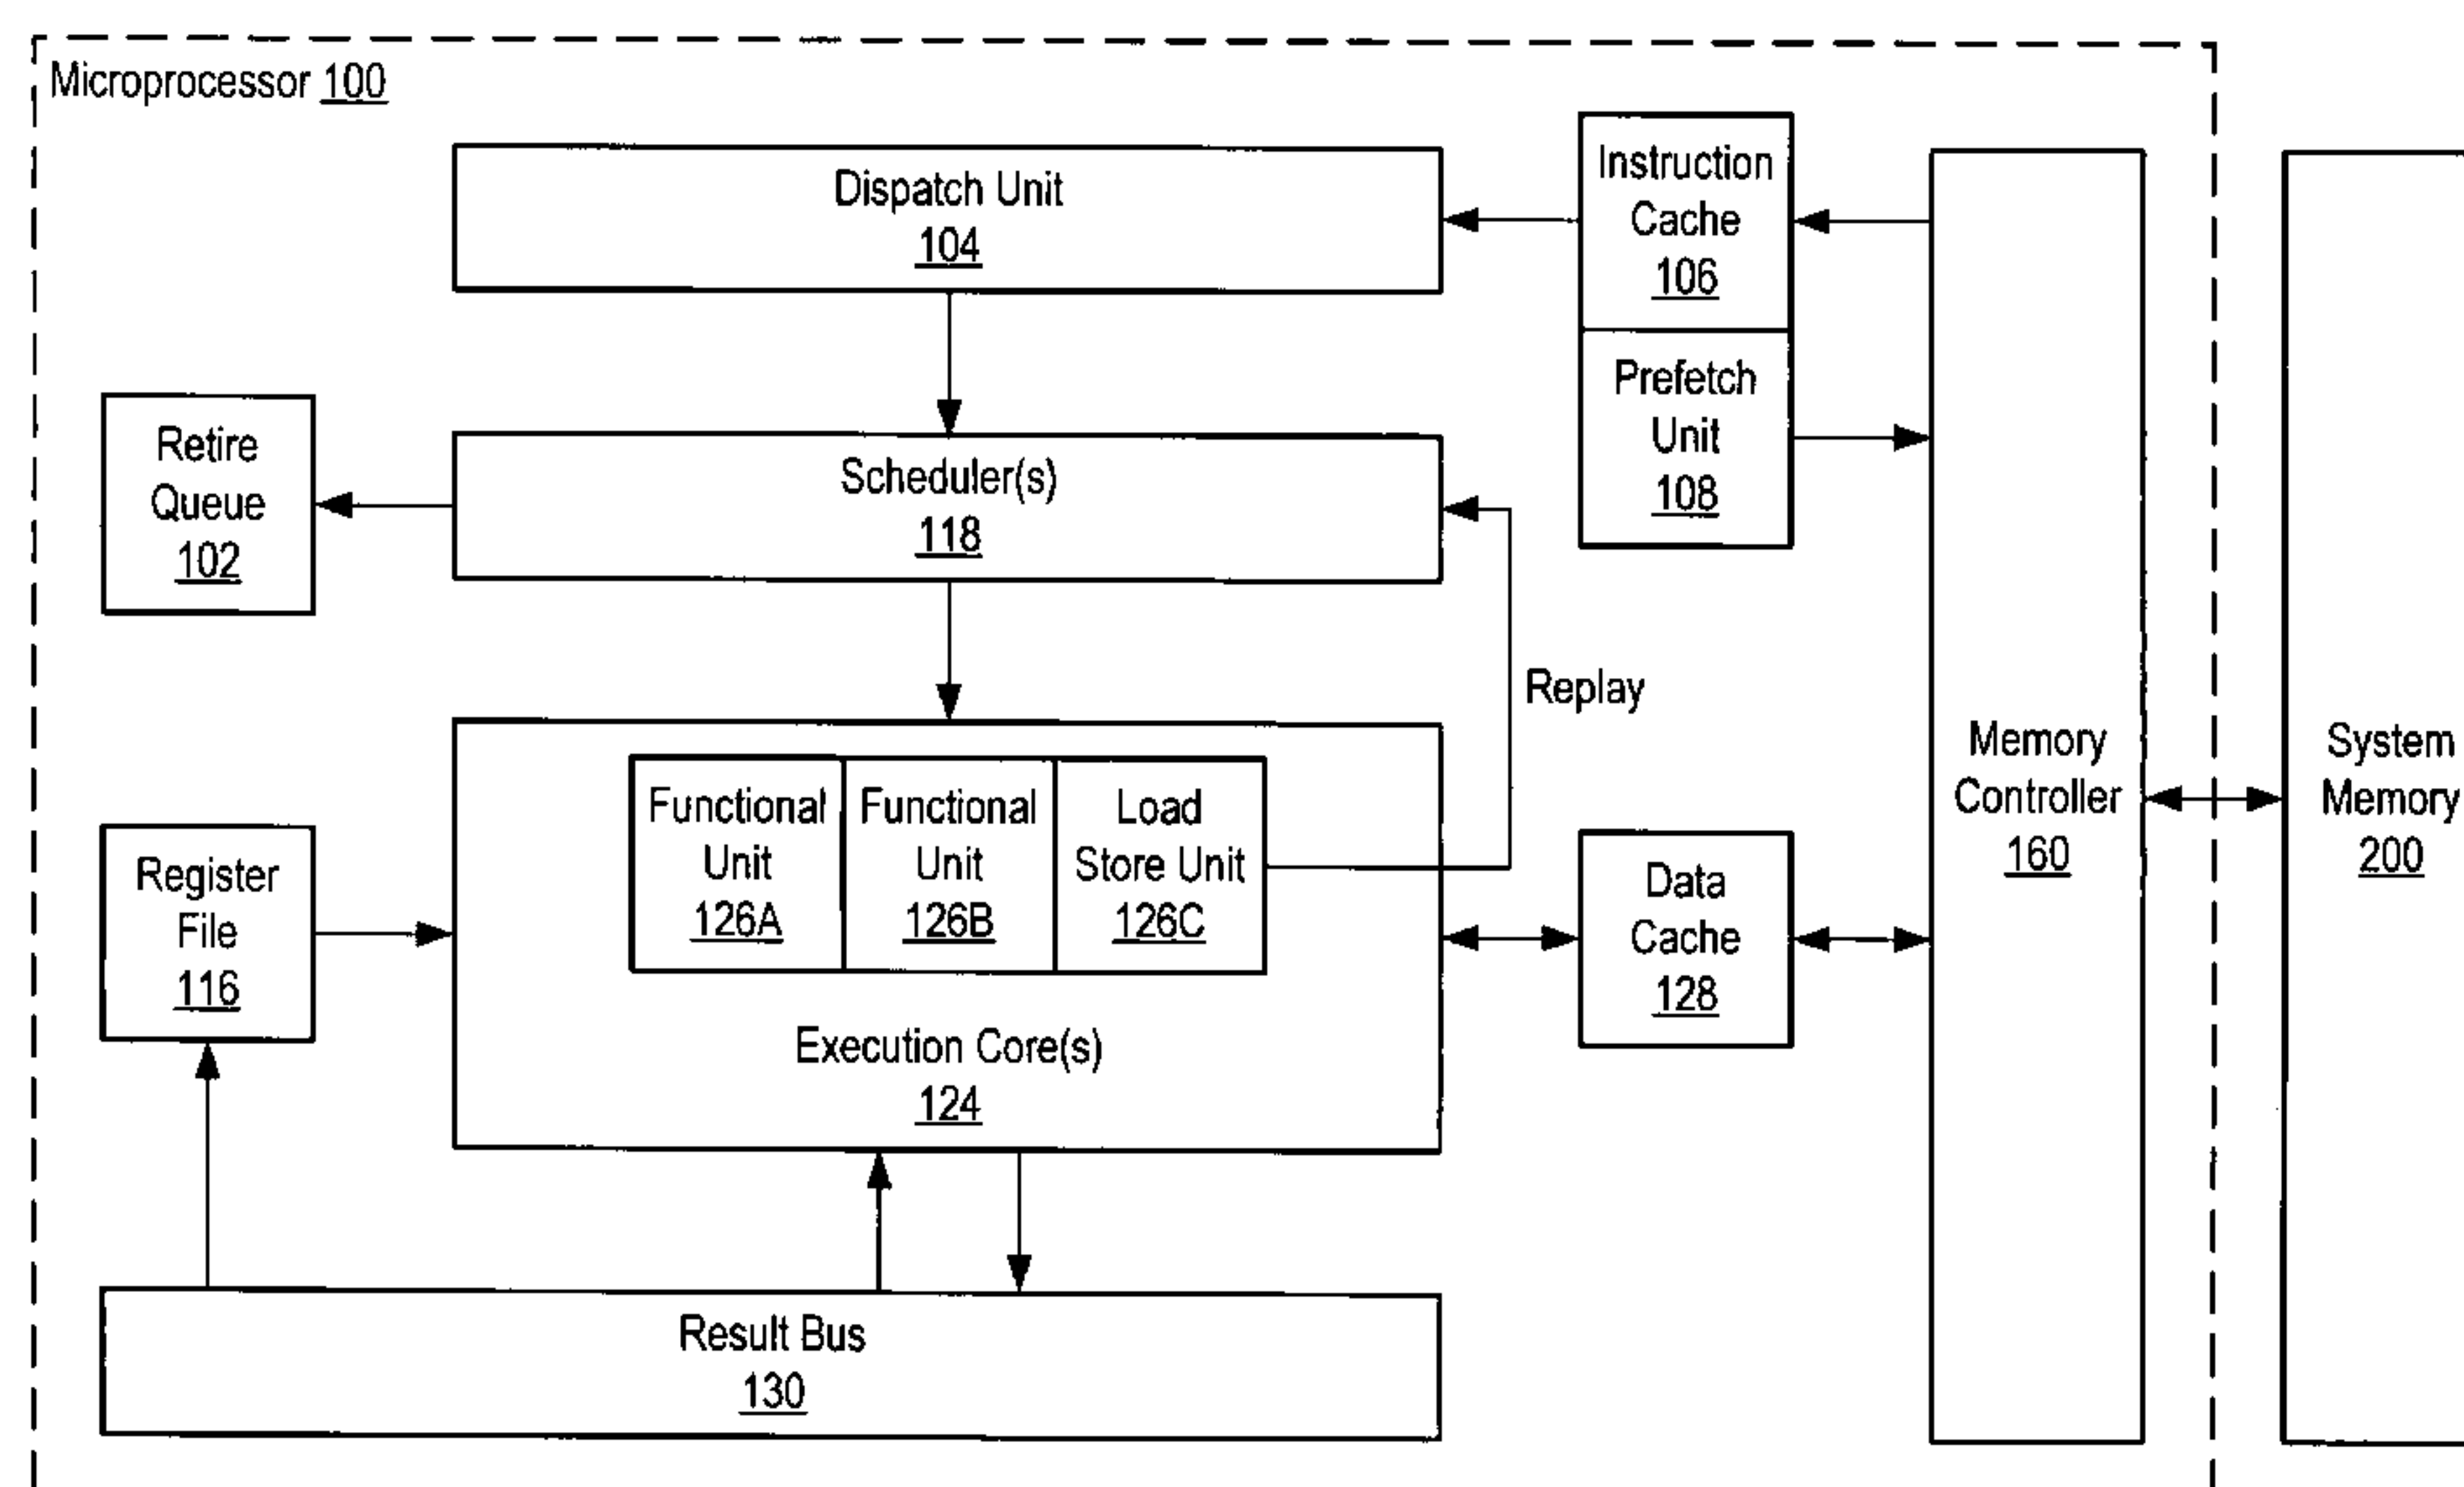 Microprocessor 100
Dispatch Unit
104
Instruction
Cache
106
Prefetch
Unit
108
Retire
Queue
102
Scheduler(s)
118
Replay
Functional
Unit
126A
Functional
Unit
126B
Load
Store Unit
126C
Execution Core(s)
124
Register
File
116
Data
Cache
128
Memory
Controller
160
System
Memory
200
Result Bus
130